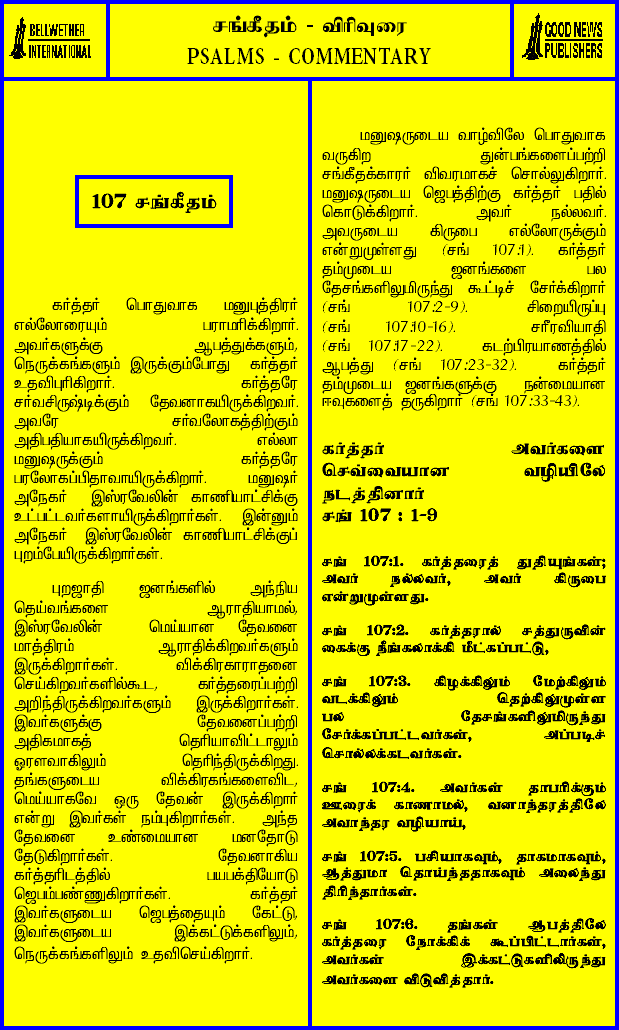 BELLWETHER
INTERNATIONAL
சங்கீதம் - விரிவுரை
PSALMS - COMMENTARY
GOOD NEWS
PUBLISHERS
107 சங்கீதம்
கர்த்தர் பொதுவாக மனுபுத்திரர்
எல்லோரையும் பராமரிக்கிறார்.
அவர்களுக்கு ஆபத்துக்களும்,
நெருக்கங்களும் இருக்கும்போது கர்த்தர்
உதவிபுரிகிறார். கர்த்தரே
சர்வசிருஷ்டிக்கும் தேவனாகயிருக்கிறவர்.
அவரே சர்வலோகத்திற்கும்
அதிபதியாகயிருக்கிறவர். எல்லா
மனுஷருக்கும் கர்த்தரே
பரலோகப்பிதாவாயிருக்கிறார். மனுஷர்
அநேகர் இஸ்ரவேலின் காணியாட்சிக்கு
உட்பட்டவர்களாயிருக்கிறார்கள். இன்னும்
அநேகர் இஸ்ரவேலின் காணியாட்சிக்குப்
புறம்பேயிருக்கிறார்கள்.
புறஜாதி ஜனங்களில் அந்நிய
தெய்வங்களை ஆராதியாமல்,
இஸ்ரவேலின் மெய்யான தேவனை
மாத்திரம் ஆராதிக்கிறவர்களும்
இருக்கிறார்கள். விக்கிரகாராதனை
செய்கிறவர்களில்கூட, கர்த்தரைப்பற்றி
அறிந்திருக்கிறவர்களும் இருக்கிறார்கள்.
இவர்களுக்கு தேவனைப்பற்றி
அதிகமாகத் தெரியாவிட்டாலும்
ஓரளவாகிலும் தெரிந்திருக்கிறது.
தங்களுடைய விக்கிரகங்களைவிட,
மெய்யாகவே ஒரு தேவன் இருக்கிறார்
என்று இவர்கள் நம்புகிறார்கள். அந்த
தேவனை உண்மையான மனதோடு
தேடுகிறார்கள். தேவனாகிய
கர்த்தரிடத்தில் பயபக்தியோடு
ஜெபம்பண்ணுகிறார்கள். கர்த்தர்
இவர்களுடைய ஜெபத்தையும் கேட்டு,
இவர்களுடைய இக்கட்டுக்களிலும்,
நெருக்கங்களிலும் உதவிசெய்கிறார்.
மனுஷருடைய வாழ்விலே பொதுவாக
வருகிற துன்பங்களைப்பற்றி
சங்கீதக்காரர் விவரமாகச் சொல்லுகிறார்.
மனுஷருடைய ஜெபத்திற்கு கர்த்தர் பதில்
கொடுக்கிறார். அவர் நல்லவர்.
அவருடைய கிருபை எல்லோருக்கும்
என்றுமுள்ளது (சங் 107:1). கர்த்தர்
தம்முடைய ஜனங்களை பல
தேசங்களிலுமிருந்து கூட்டிச் சேர்க்கிறார்
(சங் 107:2-9). சிறையிருப்பு
(சங் 107:10-16). சரீரவியாதி
(சங் 107:17-22). கடற்பிரயாணத்தில்
ஆபத்து (சங் 107:23-32). கர்த்தர்
தம்முடைய ஜனங்களுக்கு நன்மையான
ஈவுகளைத் தருகிறார் (சங் 107:33-43).
கர்த்தர் அவர்களை
செவ்வையான வழியிலே
நடத்தினார்
சங் 107 : 1-9
சங் 107:1. கர்த்தரைத் துதியுங்கள்;
அவர் நல்லவர், அவர் கிருபை
என்றுமுள்ளது.
சங் 107:2. கர்த்தரால் சத்துருவின்
கைக்கு நீங்கலாக்கி மீட்கப்பட்டு,
சங் 107:3. கிழக்கிலும் மேற்கிலும்
வடக்கிலும் தெற்கிலுமுள்ள
பல தேசங்களிலுமிருந்து
சேர்க்கப்பட்டவர்கள், அப்படிச்
சொல்லக்கடவர்கள்.
சங் 107:4. அவர்கள் தாபரிக்கும்
ஊரைக் காணாமல், வனாந்தரத்திலே
அவாந்தர வழியாய்,
சங் 107:5. பசியாகவும், தாகமாகவும்,
ஆத்துமா தொய்ந்ததாகவும் அலைந்து
திரிந்தார்கள்.
சங் 107:6. தங்கள் ஆபத்திலே
கர்த்தரை நோக்கிக் கூப்பிட்டார்கள்,
அவர்கள் இக்கட்டுகளிலிருந்து
அவர்களை விடுவித்தார்.